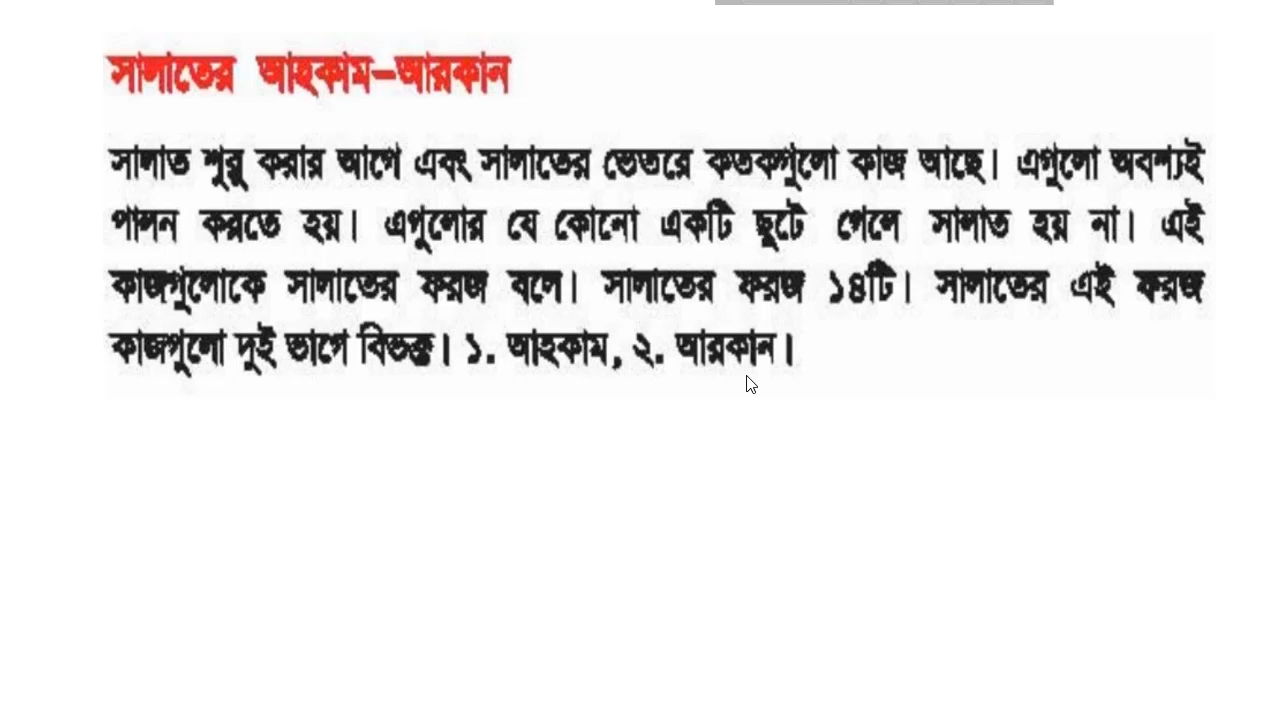 সালাতের আহকাম-আরকান
সালাত শুরু করার আগে এবং সালাতের ভেতরে কতকগুলো কাজ আছে। এগুলো অবশ্যই
পালন করতে হয়। এগুলোর যে কোনো একটি ছুটে গেলে সালাত হয় না। এই
কাজগুলোকে সালাতের ফরজ বলে। সালাতের ফরজ ১৪টি। সালাতের এই ফরজ
কাজগুলো দুই ভাগে বিভক্ত। ১. আহকাম, ২. আরকান।